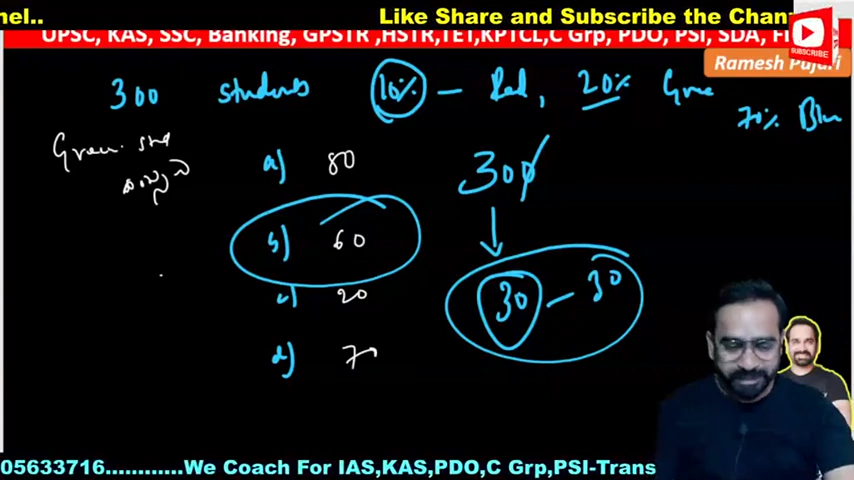 nel..
Like Share and Subscribe the Chan
UPSC, KAS, SSC, Banking, GPSTR ,HSTR,TET,KPTCL,C Grp, PDO, PSI, SDA, F
SUBSCRIBE
Ramesh Pujari
300 students 10% - Red, 20% Gree
70% Blue
Green
a) 80
300
b) 60
30 - 30
c) 20
d) 70
05633716............We Coach For IAS,KAS,PDO,C Grp,PSI-Trans